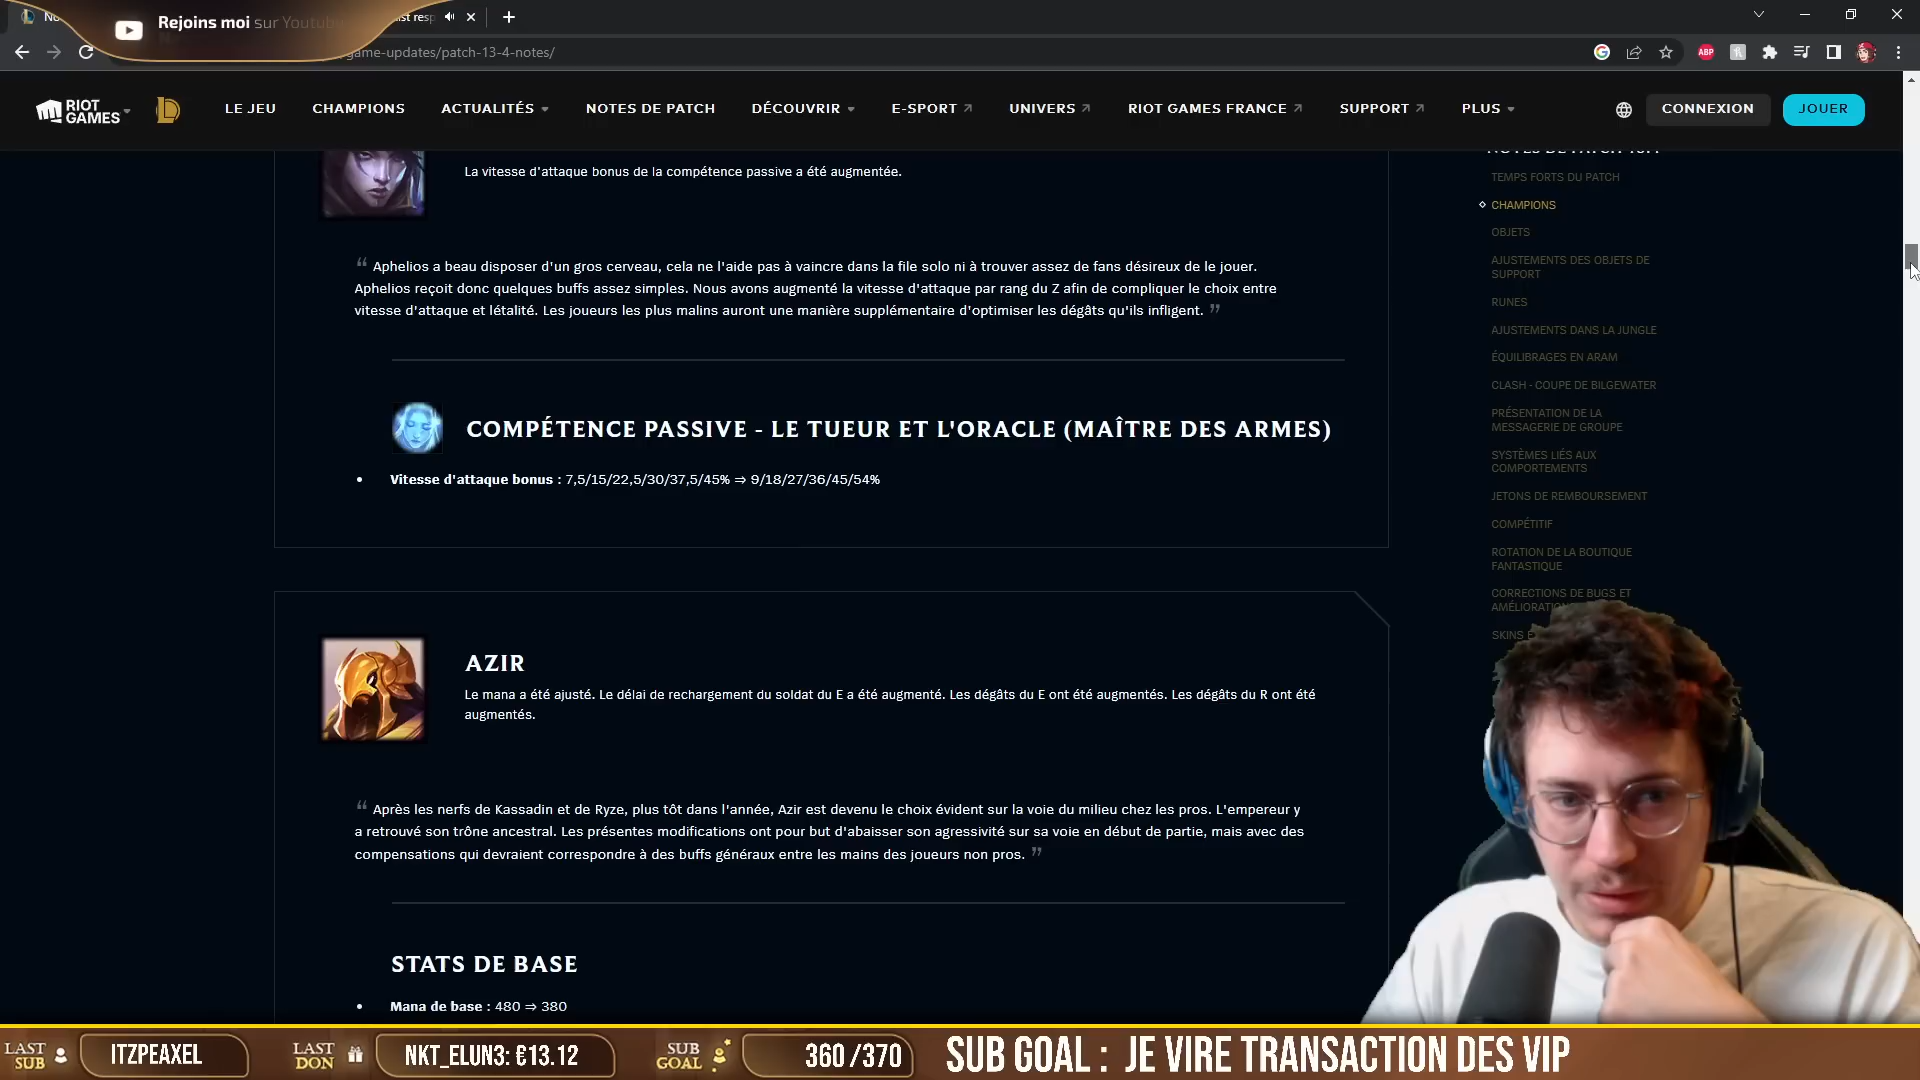 Rejoins moi sur Youtube
game-updates/patch-13-4-notes/
ABP
RIOT GAMES
LE JEU
CHAMPIONS
ACTUALITÉS
NOTES DE PATCH
DÉCOUVRIR
E-SPORT
UNIVERS
RIOT GAMES FRANCE
SUPPORT
PLUS
CONNEXION
JOUER
La vitesse d'attaque bonus de la compétence passive a été augmentée.
“ Aphelios a beau disposer d'un gros cerveau, cela ne l'aide pas à vaincre dans la file solo ni à trouver assez de fans désireux de le jouer.
Aphelios reçoit donc quelques buffs assez simples. Nous avons augmenté la vitesse d'attaque par rang du Z afin de compliquer le choix entre
vitesse d'attaque et létalité. Les joueurs les plus malins auront une manière supplémentaire d'optimiser les dégâts qu'ils infligent. ”
COMPÉTENCE PASSIVE - LE TUEUR ET L'ORACLE (MAÎTRE DES ARMES)
• Vitesse d'attaque bonus : 7,5/15/22,5/30/37,5/45% ⇒ 9/18/27/36/45/54%
AZIR
Le mana a été ajusté. Le délai de rechargement du soldat du E a été augmenté. Les dégâts du E ont été augmentés. Les dégâts du R ont été
augmentés.
“ Après les nerfs de Kassadin et de Ryze, plus tôt dans l'année, Azir est devenu le choix évident sur la voie du milieu chez les pros. L'empereur y
a retrouvé son trône ancestral. Les présentes modifications ont pour but d'abaisser son agressivité sur sa voie en début de partie, mais avec des
compensations qui devraient correspondre à des buffs généraux entre les mains des joueurs non pros. ”
STATS DE BASE
• Mana de base : 480 ⇒ 380
TEMPS FORTS DU PATCH
CHAMPIONS
OBJETS
AJUSTEMENTS DES OBJETS DE
SUPPORT
RUNES
AJUSTEMENTS DANS LA JUNGLE
ÉQUILIBRAGES EN ARAM
CLASH - COUPE DE BILGEWATER
PRÉSENTATION DE LA
MESSAGERIE DE GROUPE
SYSTÈMES LIÉS AUX
COMPORTEMENTS
JETONS DE REMBOURSEMENT
COMPÉTITIF
ROTATION DE LA BOUTIQUE
FANTASTIQUE
CORRECTIONS DE BUGS ET
SKINS
LAST SUB
ITZPEAXEL
LAST DON
NKT_ELUN3: €13.12
SUB GOAL
360 /370
SUB GOAL : JE VIRE TRANSACTION DES VIP